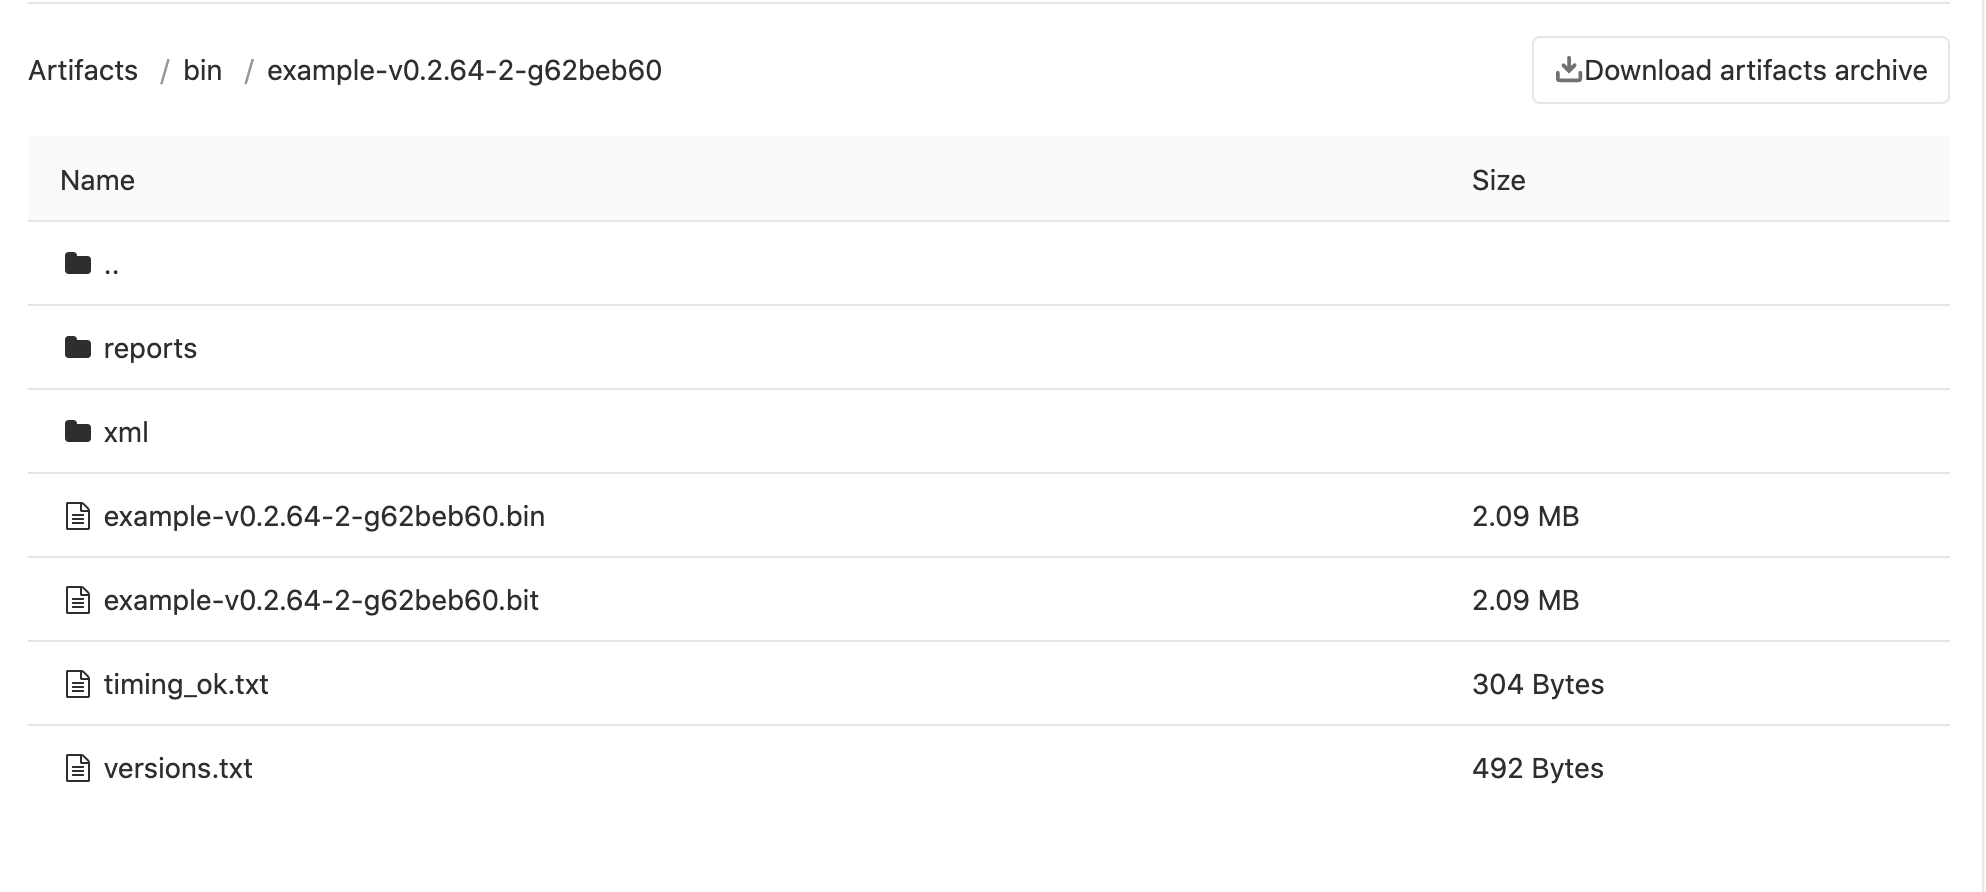 Artifacts / bin / example-v0.2.64-2-g62beb60 Download artifacts archive
Name Size
..
reports
xml
example-v0.2.64-2-g62beb60.bin 2.09 MB
example-v0.2.64-2-g62beb60.bit 2.09 MB
timing_ok.txt 304 Bytes
versions.txt 492 Bytes